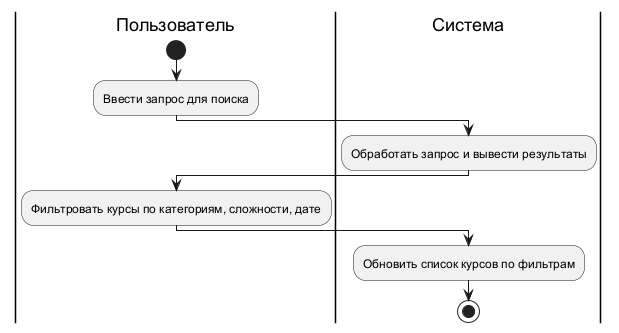 Пользователь
Система
Ввести запрос для поиска
Обработать запрос и вывести результаты
Фильтровать курсы по категориям, сложности, дате
Обновить список курсов по фильтрам